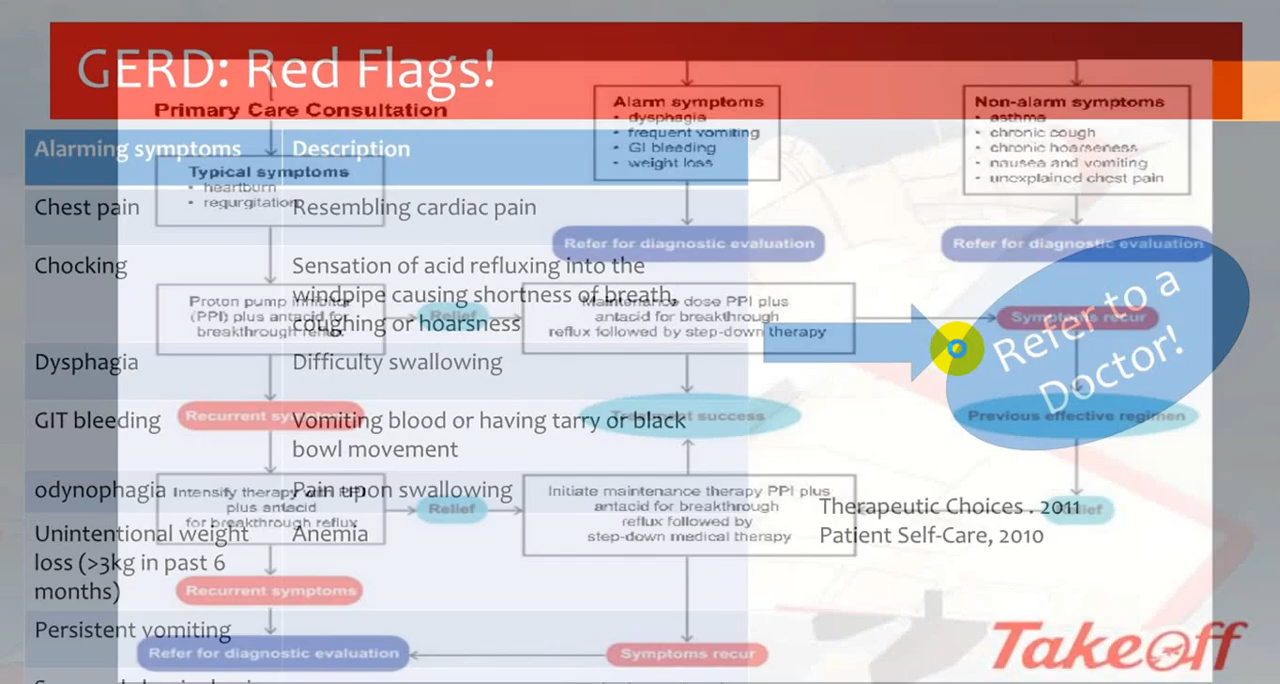 GERD: Red Flags!
Primary Care Consultation
Alarming symptoms
Description
Chest pain
Resembling cardiac pain
Chocking
Sensation of acid refluxing into the
windpipe causing shortness of breath,
coughing or hoarsness
Dysphagia
Difficulty swallowing
GIT bleeding
Vomiting blood or having tarry or black
bowel movement
odynophagia
Pain upon swallowing
Unintentional weight
loss (>3kg in past 6
months)
Anemia
Persistent vomiting
Typical symptoms
• heartburn
• regurgitation
Alarm symptoms
• dysphagia
• frequent vomiting
• GI bleeding
• weight loss
Non-alarm symptoms
• asthma
• chronic cough
• chronic hoarseness
• nausea and vomiting
• unexplained chest pain
Refer for diagnostic evaluation
Refer for diagnostic evaluation
Proton pump inhibitor
(PPI) plus antacid for
breakthrough reflux
Relief
Maintenance dose PPI plus
antacid for breakthrough
reflux followed by step-down therapy
Symptoms recur
Refer to a
Doctor!
Recurrent symptoms
Treatment success
Previous effective regimen
Intensify therapy with PPI
plus antacid
for breakthrough reflux
Relief
Initiate maintenance therapy PPI plus
antacid for breakthrough
reflux followed by
step-down medical therapy
Relief
Therapeutic Choices . 2011
Patient Self-Care, 2010
Recurrent symptoms
Refer for diagnostic evaluation
Symptoms recur
TakeOff